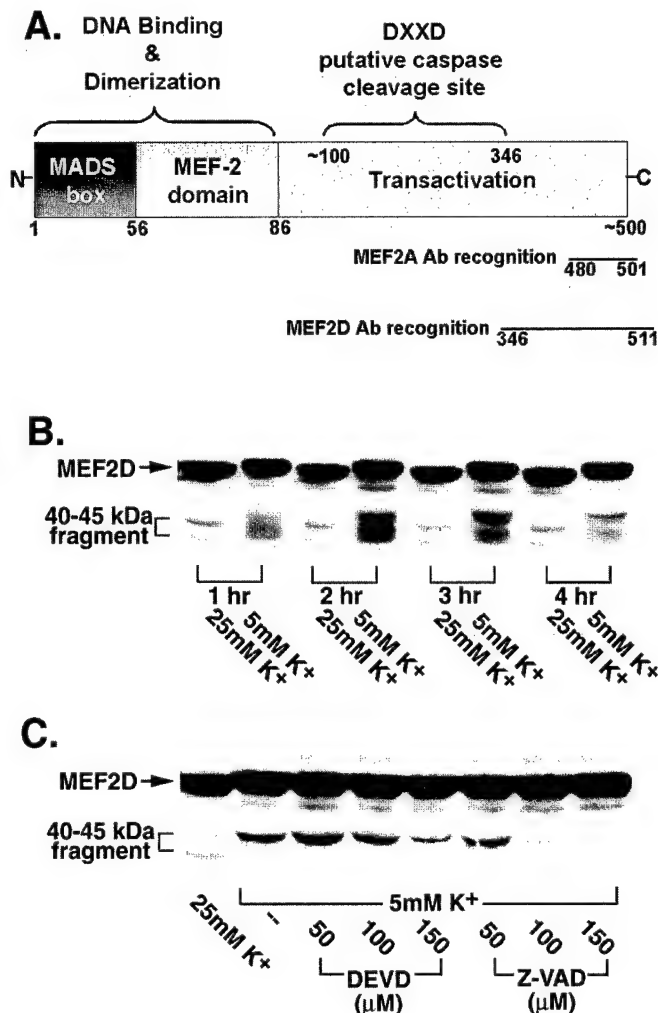 A.
DNA Binding
&
Dimerization
DXXD
putative caspase
cleavage site
N
MADS
box
MEF-2
domain
~100
346
Transactivation
C
1
56
86
~500
MEF2A Ab recognition
480 501
MEF2D Ab recognition
346 511
B.
MEF2D
40-45 kDa
fragment
1 hr
2 hr
3 hr
4 hr
25mM K+
5mM K+
25mM K+
5mM K+
25mM K+
5mM K+
25mM K+
5mM K+
C.
MEF2D
40-45 kDa
fragment
5mM K+
25mM K+
--
50
100
150
50
100
150
DEVD
(μM)
Z-VAD
(μM)